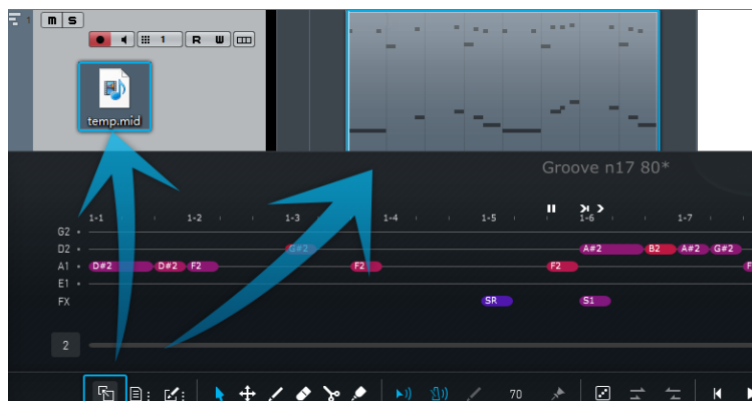 M S
1 R W
temp.mid
Groove n17 80*
1-1 1-2 1-3 1-4 1-5 1-6 1-7
G2
D2 G#2 A#2 B2 A#2 G#2
A1 D#2 D#2 F2 F2 F2 F
E1
FX SR S1
2
70